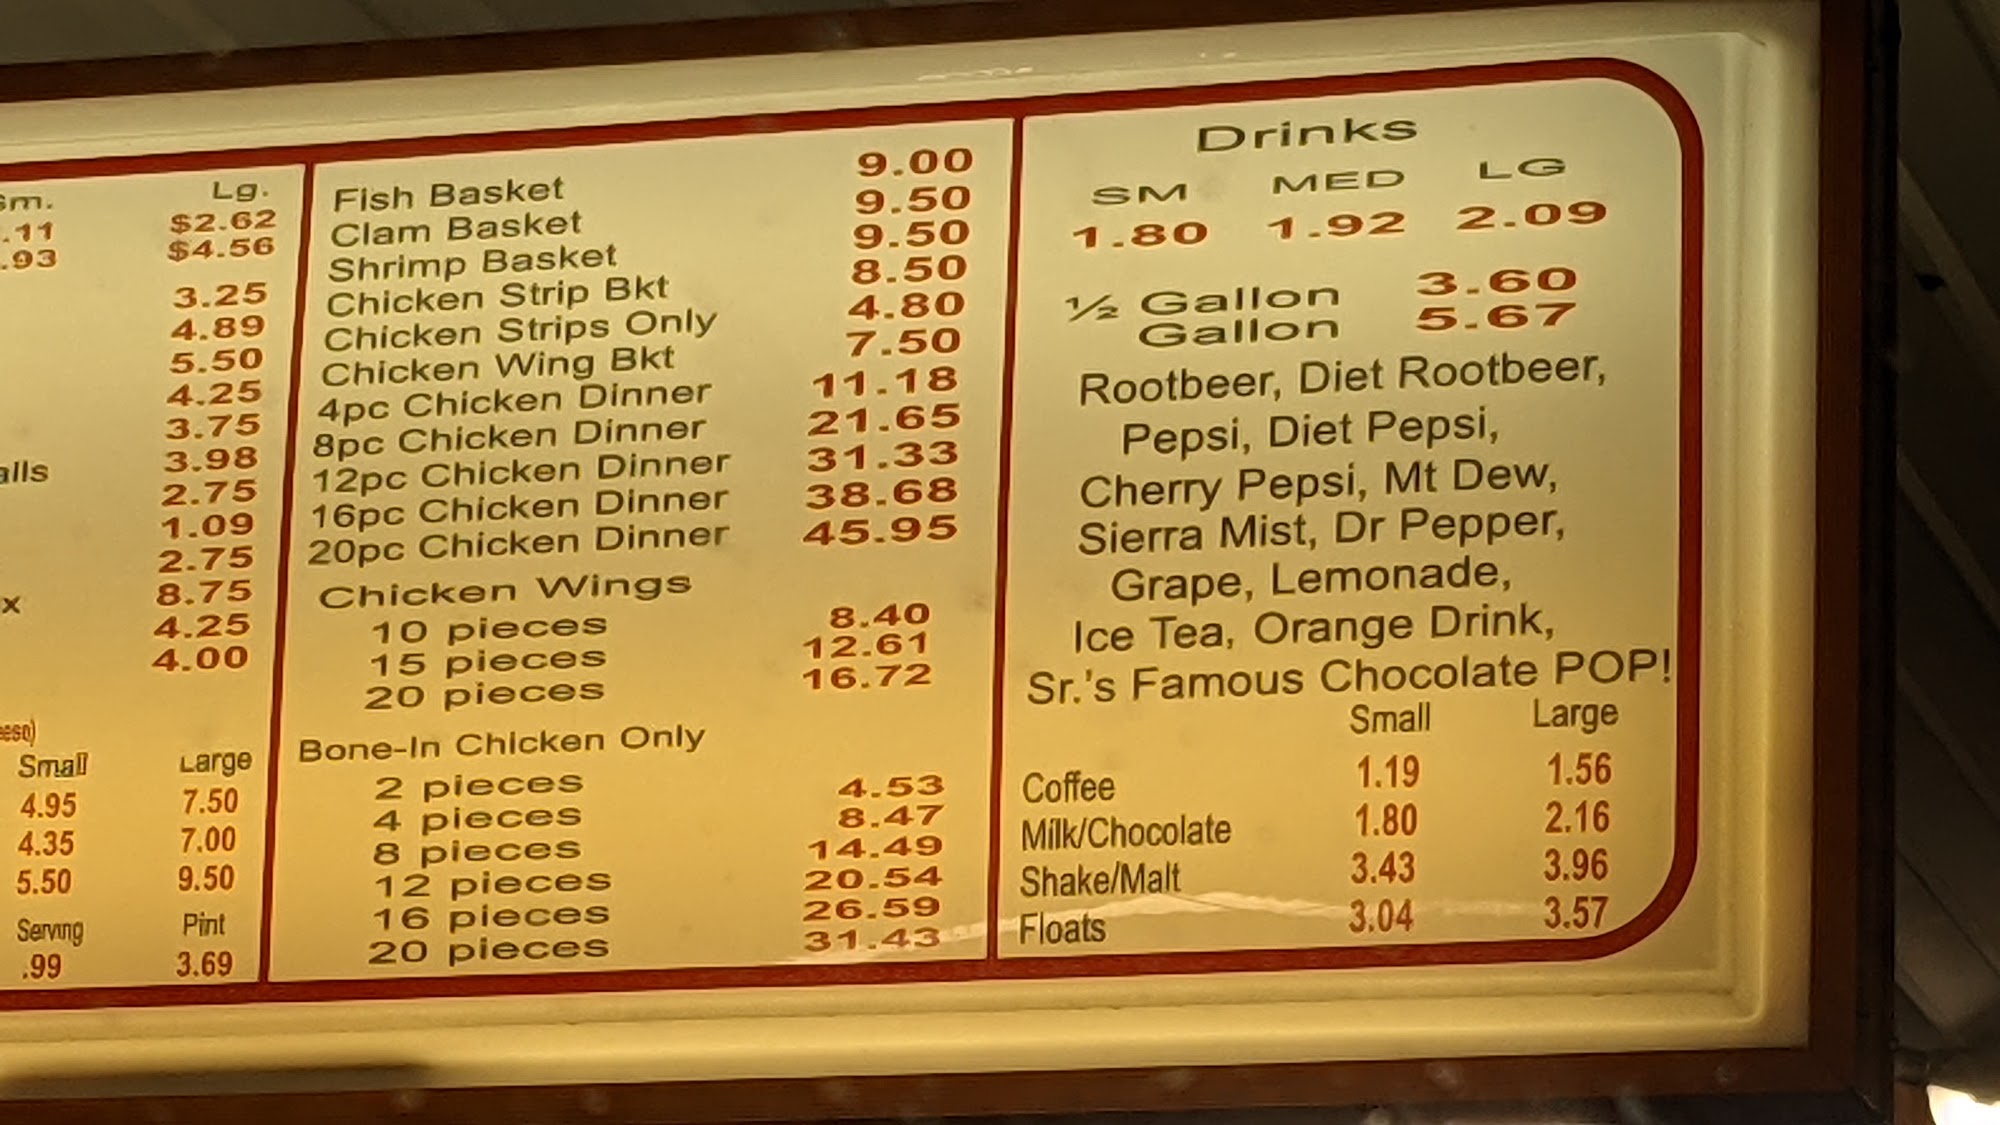 Sm. Lg.
.11 $2.62
.93 $4.56
3.25
4.89
5.50
4.25
3.75
alls 3.98
2.75
1.09
2.75
x 8.75
4.25
4.00
Small Large
4.95 7.50
4.35 7.00
5.50 9.50
Serving Pint
.99 3.69
Fish Basket 9.00
Clam Basket 9.50
Shrimp Basket 9.50
Chicken Strip Bkt 8.50
Chicken Strips Only 4.80
Chicken Wing Bkt 7.50
4pc Chicken Dinner 11.18
8pc Chicken Dinner 21.65
12pc Chicken Dinner 31.33
16pc Chicken Dinner 38.68
20pc Chicken Dinner 45.95
Chicken Wings
10 pieces 8.40
15 pieces 12.61
20 pieces 16.72
Bone-In Chicken Only
2 pieces 4.53
4 pieces 8.47
8 pieces 14.49
12 pieces 20.54
16 pieces 26.59
20 pieces 31.43
Drinks
SM MED LG
1.80 1.92 2.09
½ Gallon 3.60
Gallon 5.67
Rootbeer, Diet Rootbeer,
Pepsi, Diet Pepsi,
Cherry Pepsi, Mt Dew,
Sierra Mist, Dr Pepper,
Grape, Lemonade,
Ice Tea, Orange Drink,
Sr.'s Famous Chocolate POP!
Small Large
Coffee 1.19 1.56
Milk/Chocolate 1.80 2.16
Shake/Malt 3.43 3.96
Floats 3.04 3.57